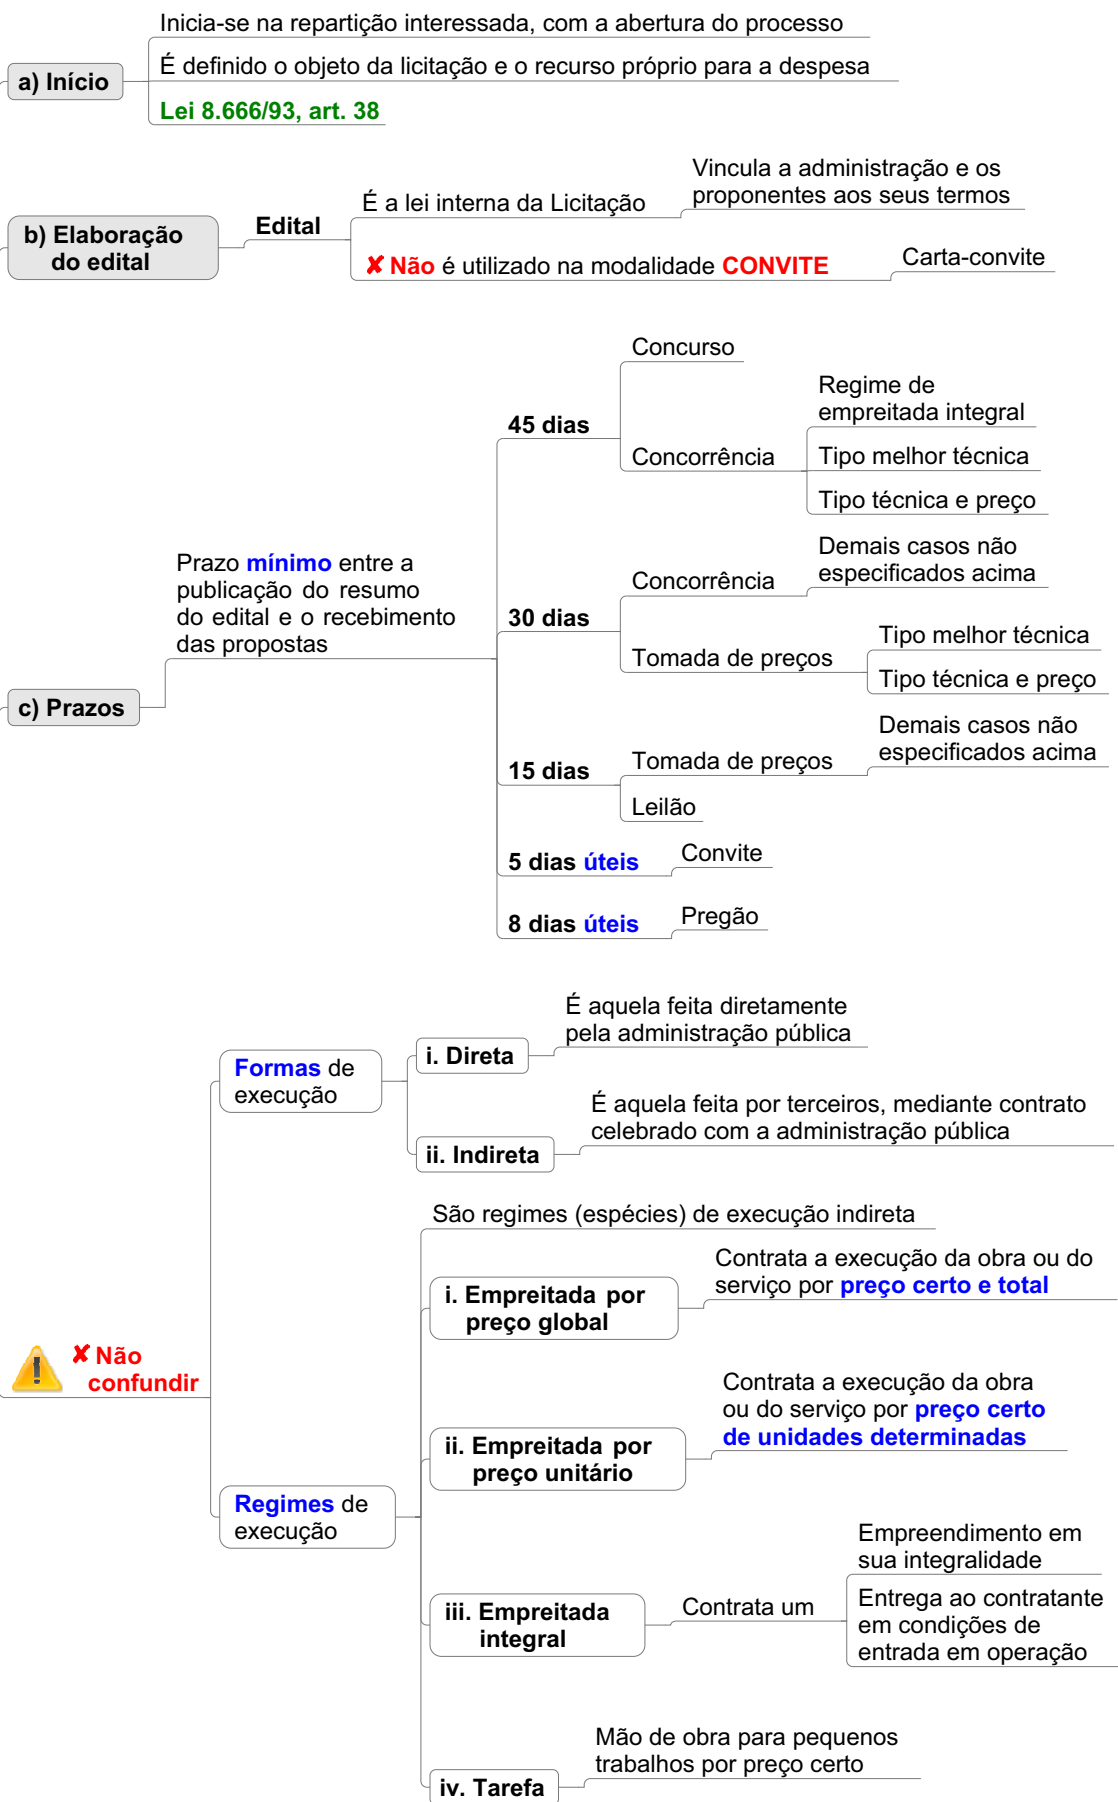 Inicia-se na repartição interessada, com a abertura do processo
a) Início
É definido o objeto da licitação e o recurso próprio para a despesa
Lei 8.666/93, art. 38
b) Elaboração
do edital
Edital
É a lei interna da Licitação
Vincula a administração e os
proponentes aos seus termos
✘ Não é utilizado na modalidade CONVITE
Carta-convite
c) Prazos
Prazo mínimo entre a
publicação do resumo
do edital e o recebimento
das propostas
45 dias
Concurso
Concorrência
Regime de
empreitada integral
Tipo melhor técnica
Tipo técnica e preço
30 dias
Concorrência
Demais casos não
especificados acima
Tomada de preços
Tipo melhor técnica
Tipo técnica e preço
15 dias
Tomada de preços
Demais casos não
especificados acima
Leilão
5 dias úteis
Convite
8 dias úteis
Pregão
✘ Não
confundir
Formas de
execução
i. Direta
É aquela feita diretamente
pela administração pública
ii. Indireta
É aquela feita por terceiros, mediante contrato
celebrado com a administração pública
Regimes de
execução
São regimes (espécies) de execução indireta
i. Empreitada por
preço global
Contrata a execução da obra ou do
serviço por preço certo e total
ii. Empreitada por
preço unitário
Contrata a execução da obra
ou do serviço por preço certo
de unidades determinadas
iii. Empreitada
integral
Contrata um
Empreendimento em
sua integralidade
Entrega ao contratante
em condições de
entrada em operação
iv. Tarefa
Mão de obra para pequenos
trabalhos por preço certo